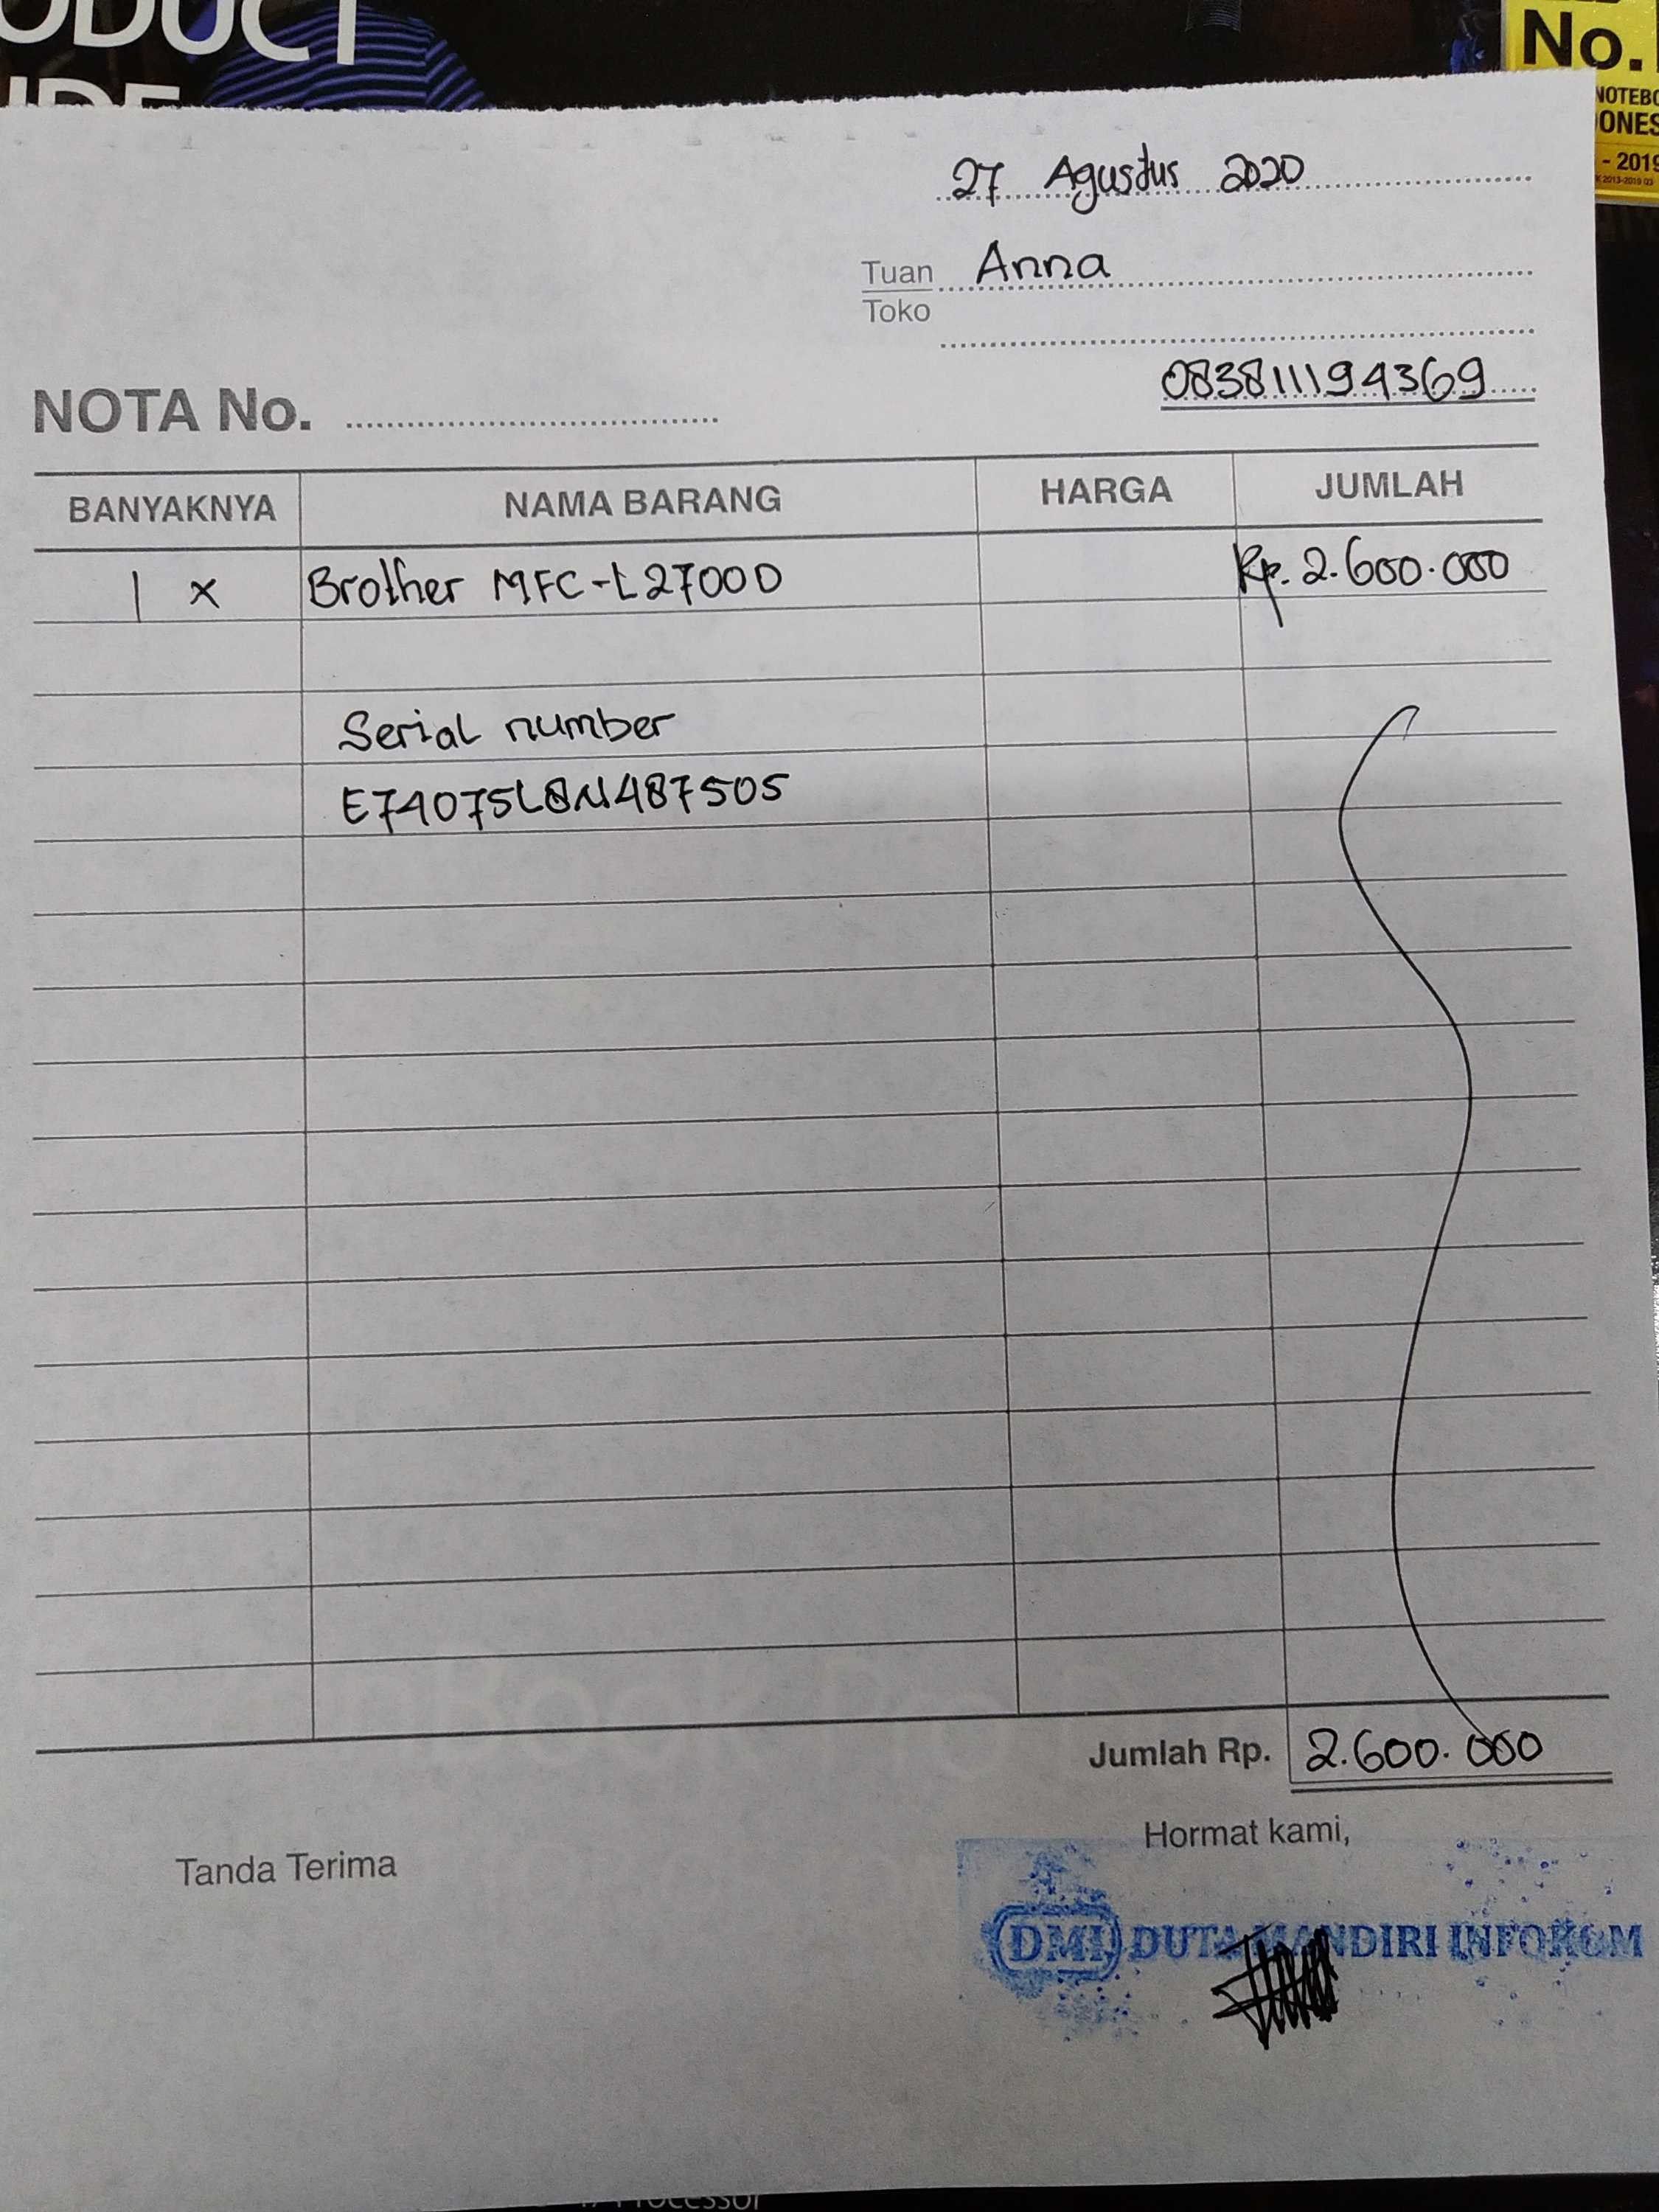 ODUCT
No.
NOTEBO
ONES
- 2019
27 Agustus 2020
Tuan Anna
Toko
083811194369
NOTA No.
BANYAKNYA NAMA BARANG HARGA JUMLAH
1 x Brother MFC-L2700D Rp. 2.600.000
Serial number
E74075L8N487505
Jumlah Rp. 2.600.000
Hormat kami,
Tanda Terima
DMI DUTA MANDIRI INFOKOM